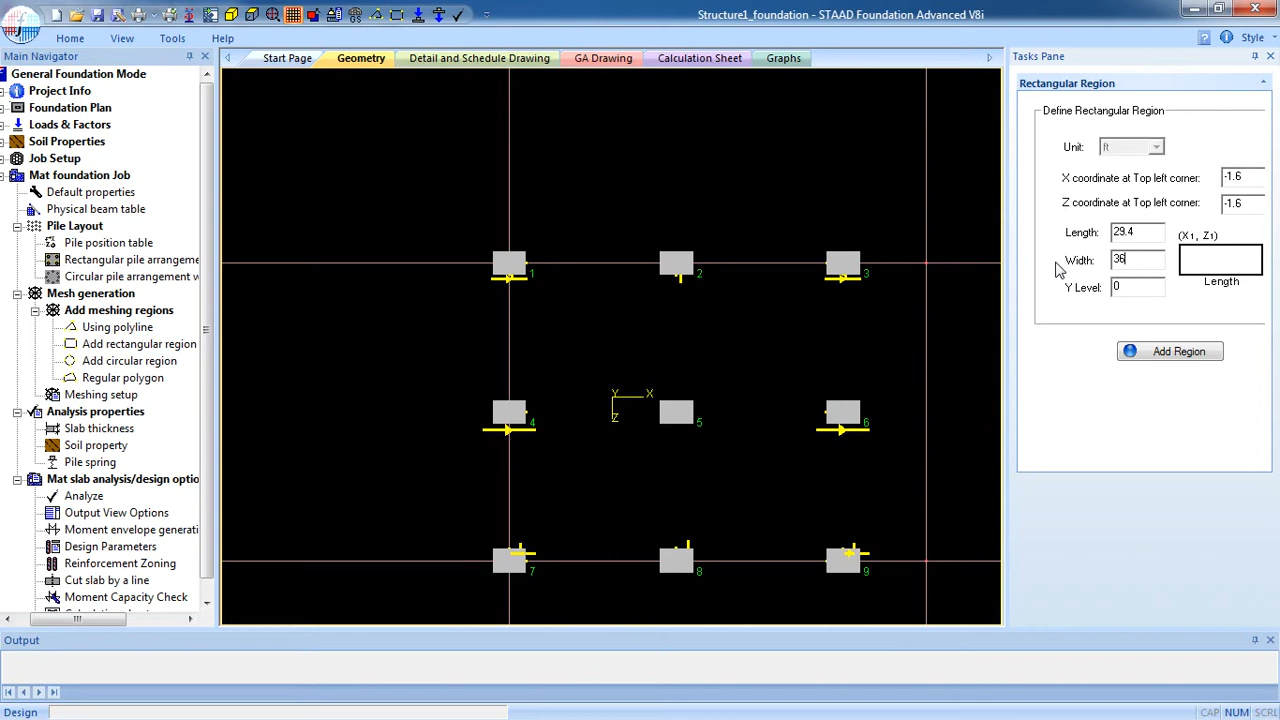 Structure1_foundation - STAAD Foundation Advanced V8i
Home View Tools Help
Style
Main Navigator
General Foundation Mode
Project Info
Foundation Plan
Loads & Factors
Soil Properties
Job Setup
Mat foundation Job
Default properties
Physical beam table
Pile Layout
Pile position table
Rectangular pile arrangeme
Circular pile arrangement w
Mesh generation
Add meshing regions
Using polyline
Add rectangular region
Add circular region
Regular polygon
Meshing setup
Analysis properties
Slab thickness
Soil property
Pile spring
Mat slab analysis/design optio
Analyze
Output View Options
Moment envelope generati
Design Parameters
Reinforcement Zoning
Cut slab by a line
Moment Capacity Check
Start Page Geometry Detail and Schedule Drawing GA Drawing Calculation Sheet Graphs
1 2 3
Y X
Z
4 5 6
7 8 9
Tasks Pane
Rectangular Region
Define Rectangular Region
Unit: ft
X coordinate at Top left corner: -1.6
Z coordinate at Top left corner: -1.6
Length: 29.4
(X1, Z1)
Width: 36
Length
Y Level: 0
Add Region
Output
Design
CAP NUM SCRL